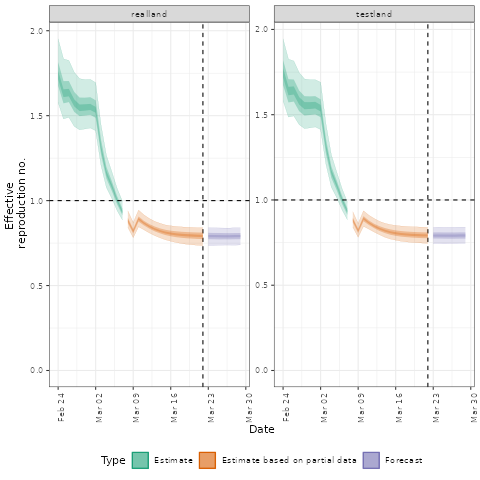 realland
testland
Effective
reproduction no.
2.0
1.5
1.0
0.5
0.0
2.0
1.5
1.0
0.5
0.0
Feb 24
Mar 02
Mar 09
Mar 16
Mar 23
Mar 30
Feb 24
Mar 02
Mar 09
Mar 16
Mar 23
Mar 30
Date
Type Estimate Estimate based on partial data Forecast